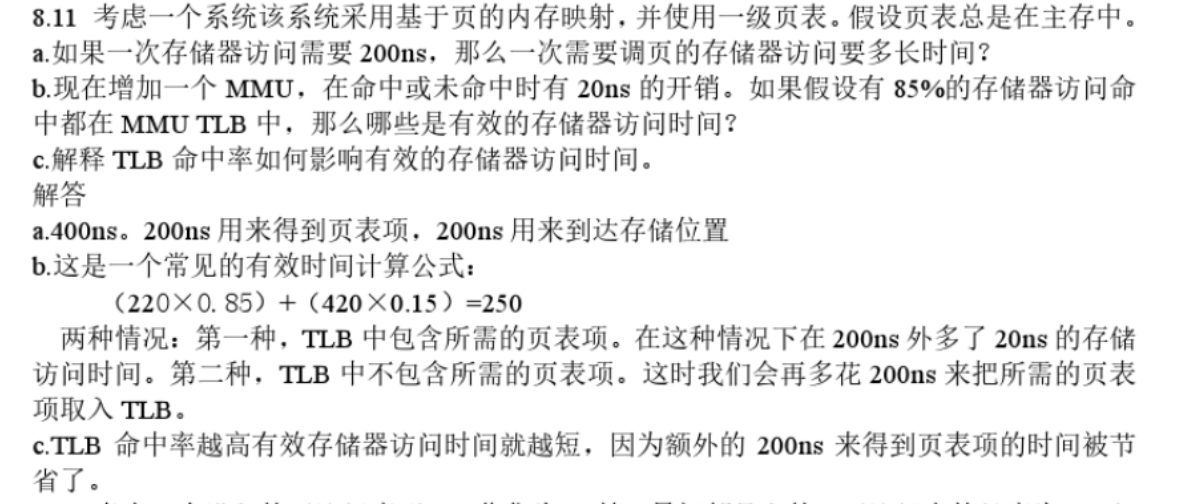 8.11 考虑一个系统该系统采用基于页的内存映射，并使用一级页表。假设页表总是在主存中。
a.如果一次存储器访问需要 200ns，那么一次需要调页的存储器访问要多长时间？
b.现在增加一个 MMU，在命中或未命中时有 20ns 的开销。如果假设有 85%的存储器访问命
中都在 MMU TLB 中，那么哪些是有效的存储器访问时间？
c.解释 TLB 命中率如何影响有效的存储器访问时间。
解答
a.400ns。200ns 用来得到页表项，200ns 用来到达存储位置
b.这是一个常见的有效时间计算公式：
（220×0. 85）+（420×0.15）=250
两种情况：第一种，TLB 中包含所需的页表项。在这种情况下在 200ns 外多了 20ns 的存储
访问时间。第二种，TLB 中不包含所需的页表项。这时我们会再多花 200ns 来把所需的页表
项取入 TLB。
c.TLB 命中率越高有效存储器访问时间就越短，因为额外的 200ns 来得到页表项的时间被节
省了。